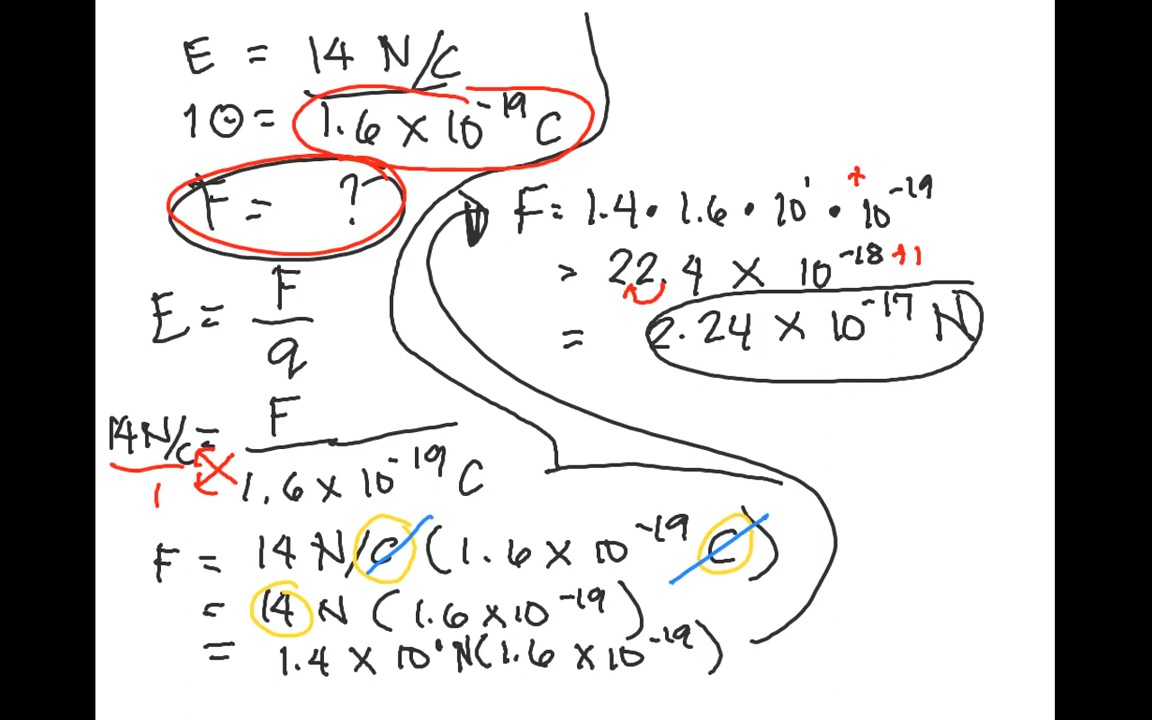 E = 14 N/C
1 ⊖ = 1.6 × 10⁻¹⁹ C
F = ?
E = F/q
14 N/C / 1 = F / 1.6 × 10⁻¹⁹ C
F = 14 N/C (1.6 × 10⁻¹⁹ C)
= 14 N (1.6 × 10⁻¹⁹)
= 1.4 × 10¹ N (1.6 × 10⁻¹⁹)
F = 1.4 · 1.6 · 10¹ · 10⁻¹⁹
+
> 22.4 × 10⁻¹⁸ +1
= 2.24 × 10⁻¹⁷ N